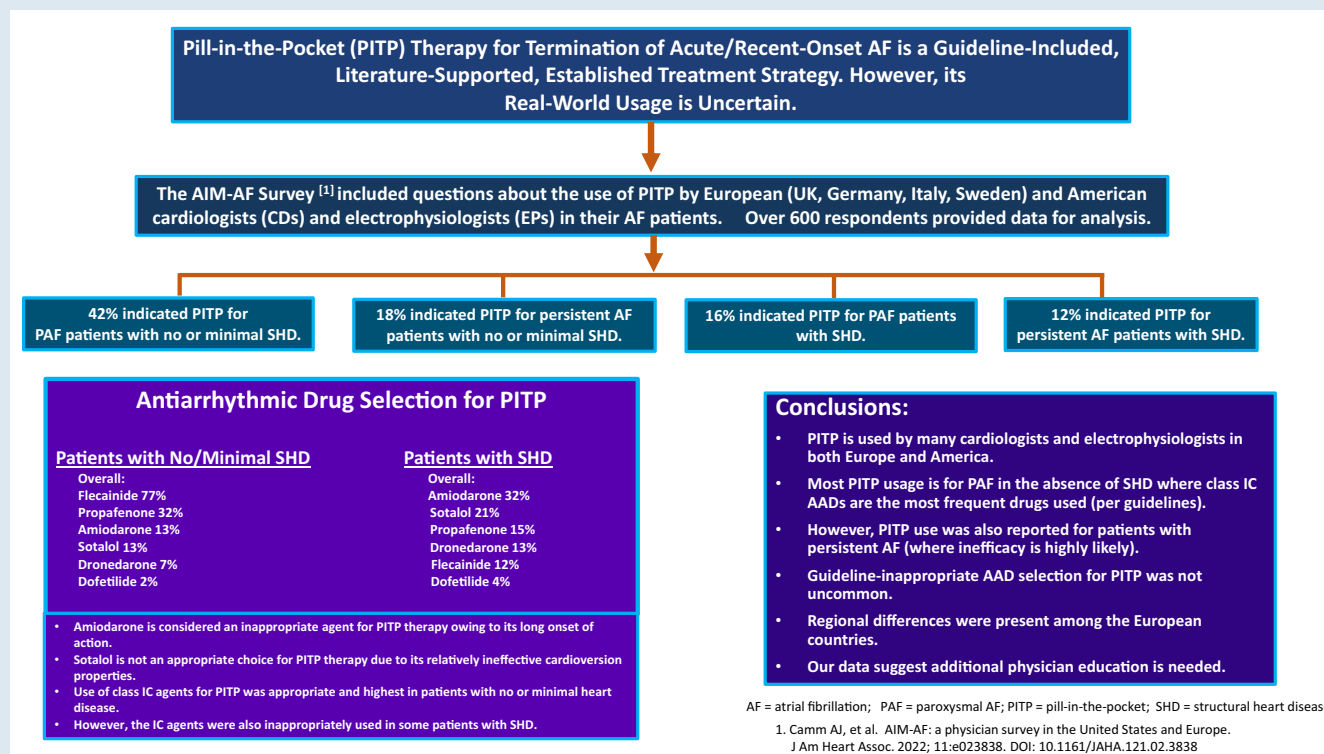 Pill-in-the-Pocket (PITP) Therapy for Termination of Acute/Recent-Onset AF is a Guideline-Included,
Literature-Supported, Established Treatment Strategy. However, its
Real-World Usage is Uncertain.
The AIM-AF Survey [1] included questions about the use of PITP by European (UK, Germany, Italy, Sweden) and American
cardiologists (CDs) and electrophysiologists (EPs) in their AF patients. Over 600 respondents provided data for analysis.
42% indicated PITP for
PAF patients with no or minimal SHD.
18% indicated PITP for persistent AF
patients with no or minimal SHD.
16% indicated PITP for PAF patients
with SHD.
12% indicated PITP for
persistent AF patients with SHD.
Antiarrhythmic Drug Selection for PITP
Patients with No/Minimal SHD
Overall:
Flecainide 77%
Propafenone 32%
Amiodarone 13%
Sotalol 13%
Dronedarone 7%
Dofetilide 2%
Patients with SHD
Overall:
Amiodarone 32%
Sotalol 21%
Propafenone 15%
Dronedarone 13%
Flecainide 12%
Dofetilide 4%
• Amiodarone is considered an inappropriate agent for PITP therapy owing to its long onset of
action.
• Sotalol is not an appropriate choice for PITP therapy due to its relatively ineffective cardioversion
properties.
• Use of class IC agents for PITP was appropriate and highest in patients with no or minimal heart
disease.
• However, the IC agents were also inappropriately used in some patients with SHD.
Conclusions:
• PITP is used by many cardiologists and electrophysiologists in
both Europe and America.
• Most PITP usage is for PAF in the absence of SHD where class IC
AADs are the most frequent drugs used (per guidelines).
• However, PITP use was also reported for patients with
persistent AF (where inefficacy is highly likely).
• Guideline-inappropriate AAD selection for PITP was not
uncommon.
• Regional differences were present among the European
countries.
• Our data suggest additional physician education is needed.
AF = atrial fibrillation; PAF = paroxysmal AF; PITP = pill-in-the-pocket; SHD = structural heart diseas
1. Camm AJ, et al. AIM-AF: a physician survey in the United States and Europe.
J Am Heart Assoc. 2022; 11:e023838. DOI: 10.1161/JAHA.121.02.3838